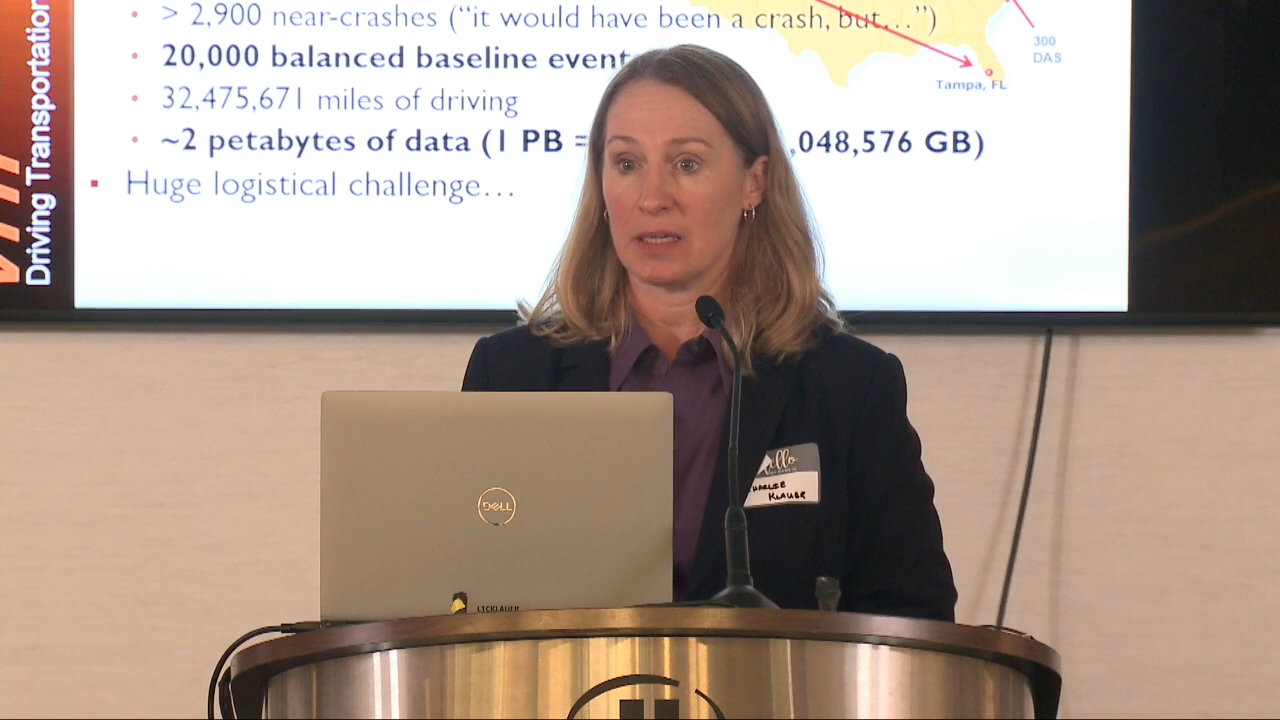 > 2,900 near-crashes (“it would have been a crash, but…”)
20,000 balanced baseline event
32,475,671 miles of driving
~2 petabytes of data (1 PB = ,048,576 GB)
Huge logistical challenge…
300
DAS
Tampa, FL
Driving Transportation
DELL
KLAUER